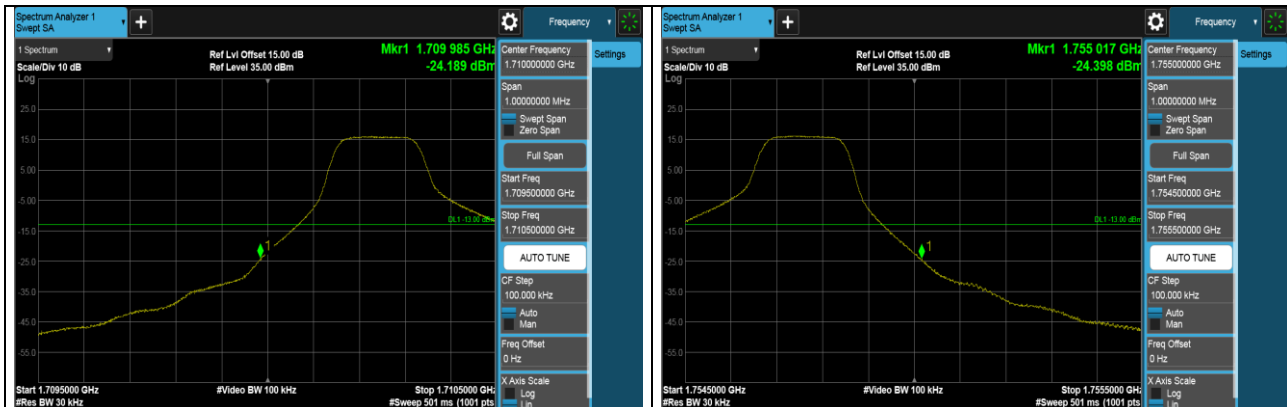 Spectrum Analyzer 1
Swept SA
+
Frequency
1 Spectrum
Scale/Div 10 dB
Ref Lvl Offset 15.00 dB
Ref Level 35.00 dBm
Mkr1 1.709 985 GHz
-24.189 dBm
Log
25.0
15.0
5.00
-5.00
-15.0
-25.0
-35.0
-45.0
-55.0
DL1 -13.00 dBm
1
Start 1.7095000 GHz
#Res BW 30 kHz
#Video BW 100 kHz
Stop 1.7105000 GHz
#Sweep 501 ms (1001 pts)
Center Frequency
1.710000000 GHz
Settings
Span
1.00000000 MHz
Swept Span
Zero Span
Full Span
Start Freq
1.709500000 GHz
Stop Freq
1.710500000 GHz
AUTO TUNE
CF Step
100.000 kHz
Auto
Man
Freq Offset
0 Hz
X Axis Scale
Log
Lin
Spectrum Analyzer 1
Swept SA
+
Frequency
1 Spectrum
Scale/Div 10 dB
Ref Lvl Offset 15.00 dB
Ref Level 35.00 dBm
Mkr1 1.755 017 GHz
-24.398 dBm
Log
25.0
15.0
5.00
-5.00
-15.0
-25.0
-35.0
-45.0
-55.0
DL1 -13.00 dBm
1
Start 1.7545000 GHz
#Res BW 30 kHz
#Video BW 100 kHz
Stop 1.7555000 GHz
#Sweep 501 ms (1001 pts)
Center Frequency
1.755000000 GHz
Settings
Span
1.00000000 MHz
Swept Span
Zero Span
Full Span
Start Freq
1.754500000 GHz
Stop Freq
1.755500000 GHz
AUTO TUNE
CF Step
100.000 kHz
Auto
Man
Freq Offset
0 Hz
X Axis Scale
Log
Lin